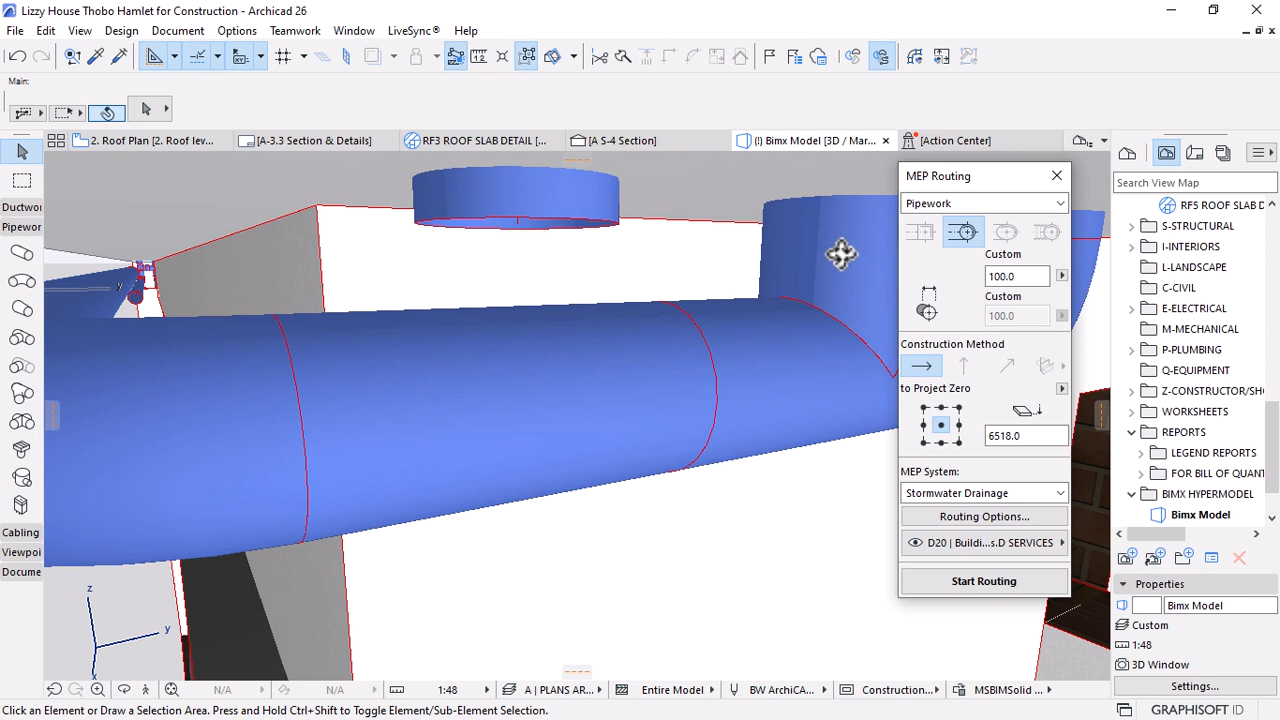 Lizzy House Thobo Hamlet for Construction - Archicad 26
File Edit View Design Document Options Teamwork Window LiveSync® Help
Main:
2. Roof Plan [2. Roof lev... [A-3.3 Section & Details] RF3 ROOF SLAB DETAIL [... [A S-4 Section] (!) Bimx Model [3D / Mar... [Action Center]
Ductwo
Pipewor
Cabling
Viewpoi
Docume
MEP Routing
Pipework
Custom
100.0
Custom
100.0
Construction Method
to Project Zero
6518.0
MEP System:
Stormwater Drainage
Routing Options...
D20 | Buildi...s.D SERVICES
Start Routing
Search View Map
RF5 ROOF SLAB D
S-STRUCTURAL
I-INTERIORS
L-LANDSCAPE
C-CIVIL
E-ELECTRICAL
M-MECHANICAL
P-PLUMBING
Q-EQUIPMENT
Z-CONSTRUCTOR/SH
WORKSHEETS
REPORTS
LEGEND REPORTS
FOR BILL OF QUANT
BIMX HYPERMODEL
Bimx Model
Properties
Bimx Model
Custom
1:48
3D Window
Settings...
z
y
x
y
N/A N/A 1:48 A | PLANS AR... Entire Model BW ArchiCA... Construction... MSBIMSolid ...
Click an Element or Draw a Selection Area. Press and Hold Ctrl+Shift to Toggle Element/Sub-Element Selection.
GRAPHISOFT ID